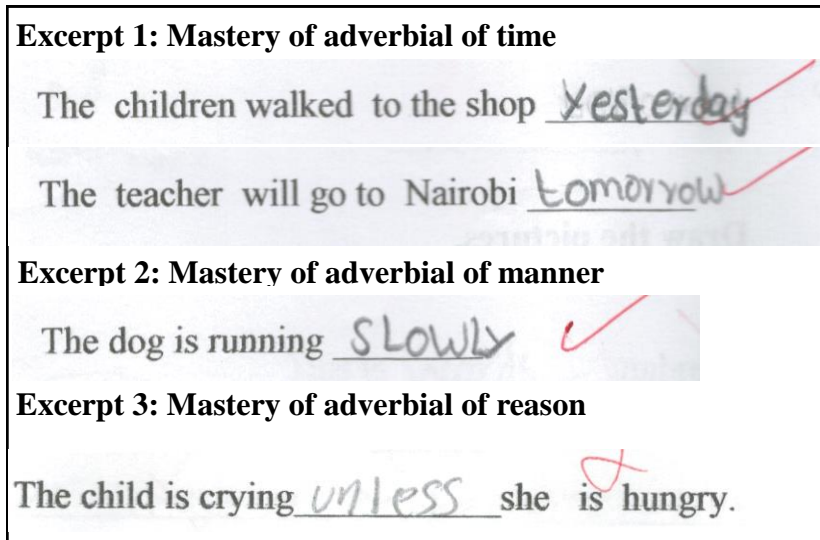 Excerpt 1: Mastery of adverbial of time
The children walked to the shop yesterday
The teacher will go to Nairobi tomorrow
Excerpt 2: Mastery of adverbial of manner
The dog is running SLOWLY
Excerpt 3: Mastery of adverbial of reason
The child is crying unless she is hungry.